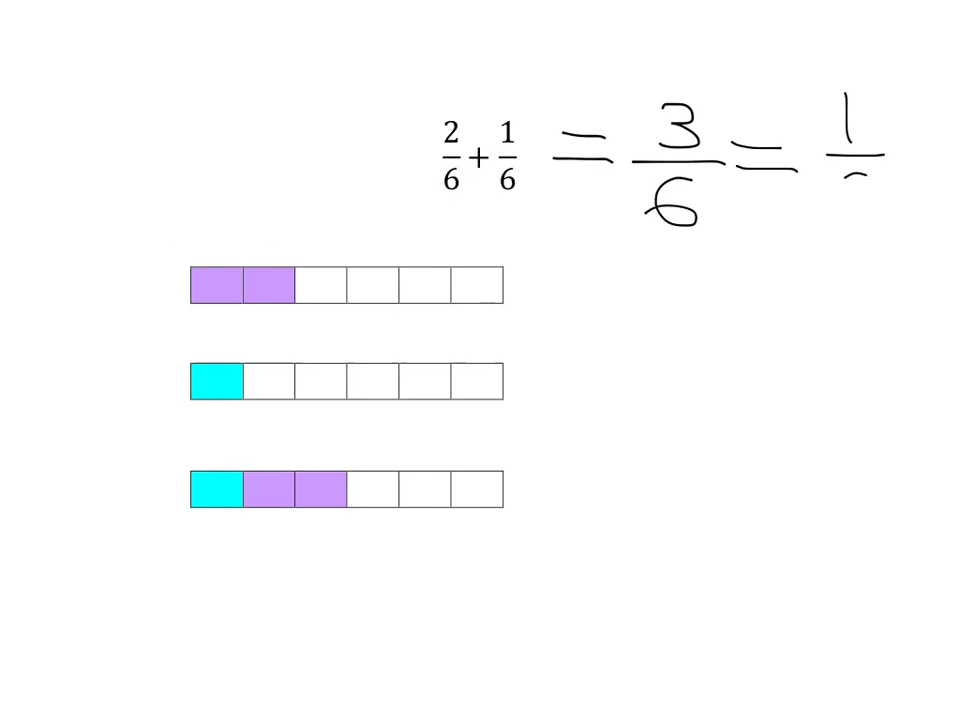 2/6 + 1/6 = 3/6 = 1/